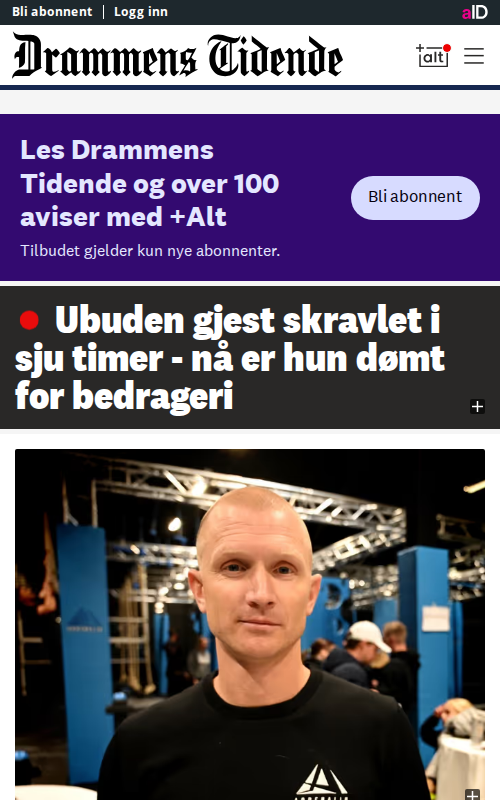 Bli abonnent
Logg inn
aID
Drammens Tidende
+alt
Les Drammens
Tidende og over 100
aviser med +Alt
Tilbudet gjelder kun nye abonnenter.
Bli abonnent
Ubuden gjest skravlet i
sju timer - nå er hun dømt
for bedrageri